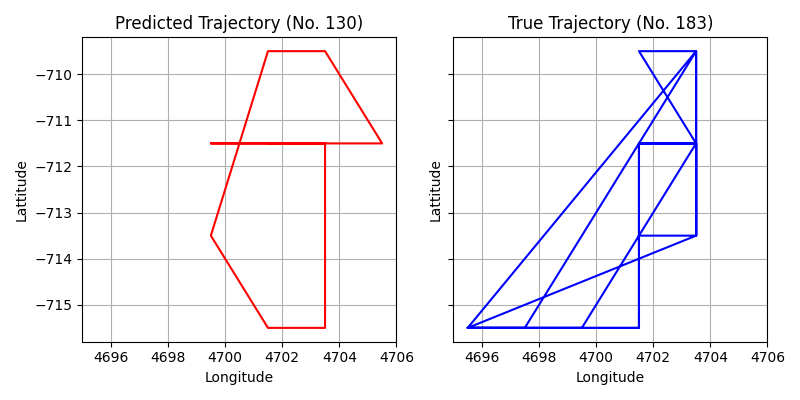 Predicted Trajectory (No. 130)
True Trajectory (No. 183)
−710
−711
−712
−713
−714
−715
Lattitude
Lattitude
4696 4698 4700 4702 4704 4706
4696 4698 4700 4702 4704 4706
Longitude
Longitude